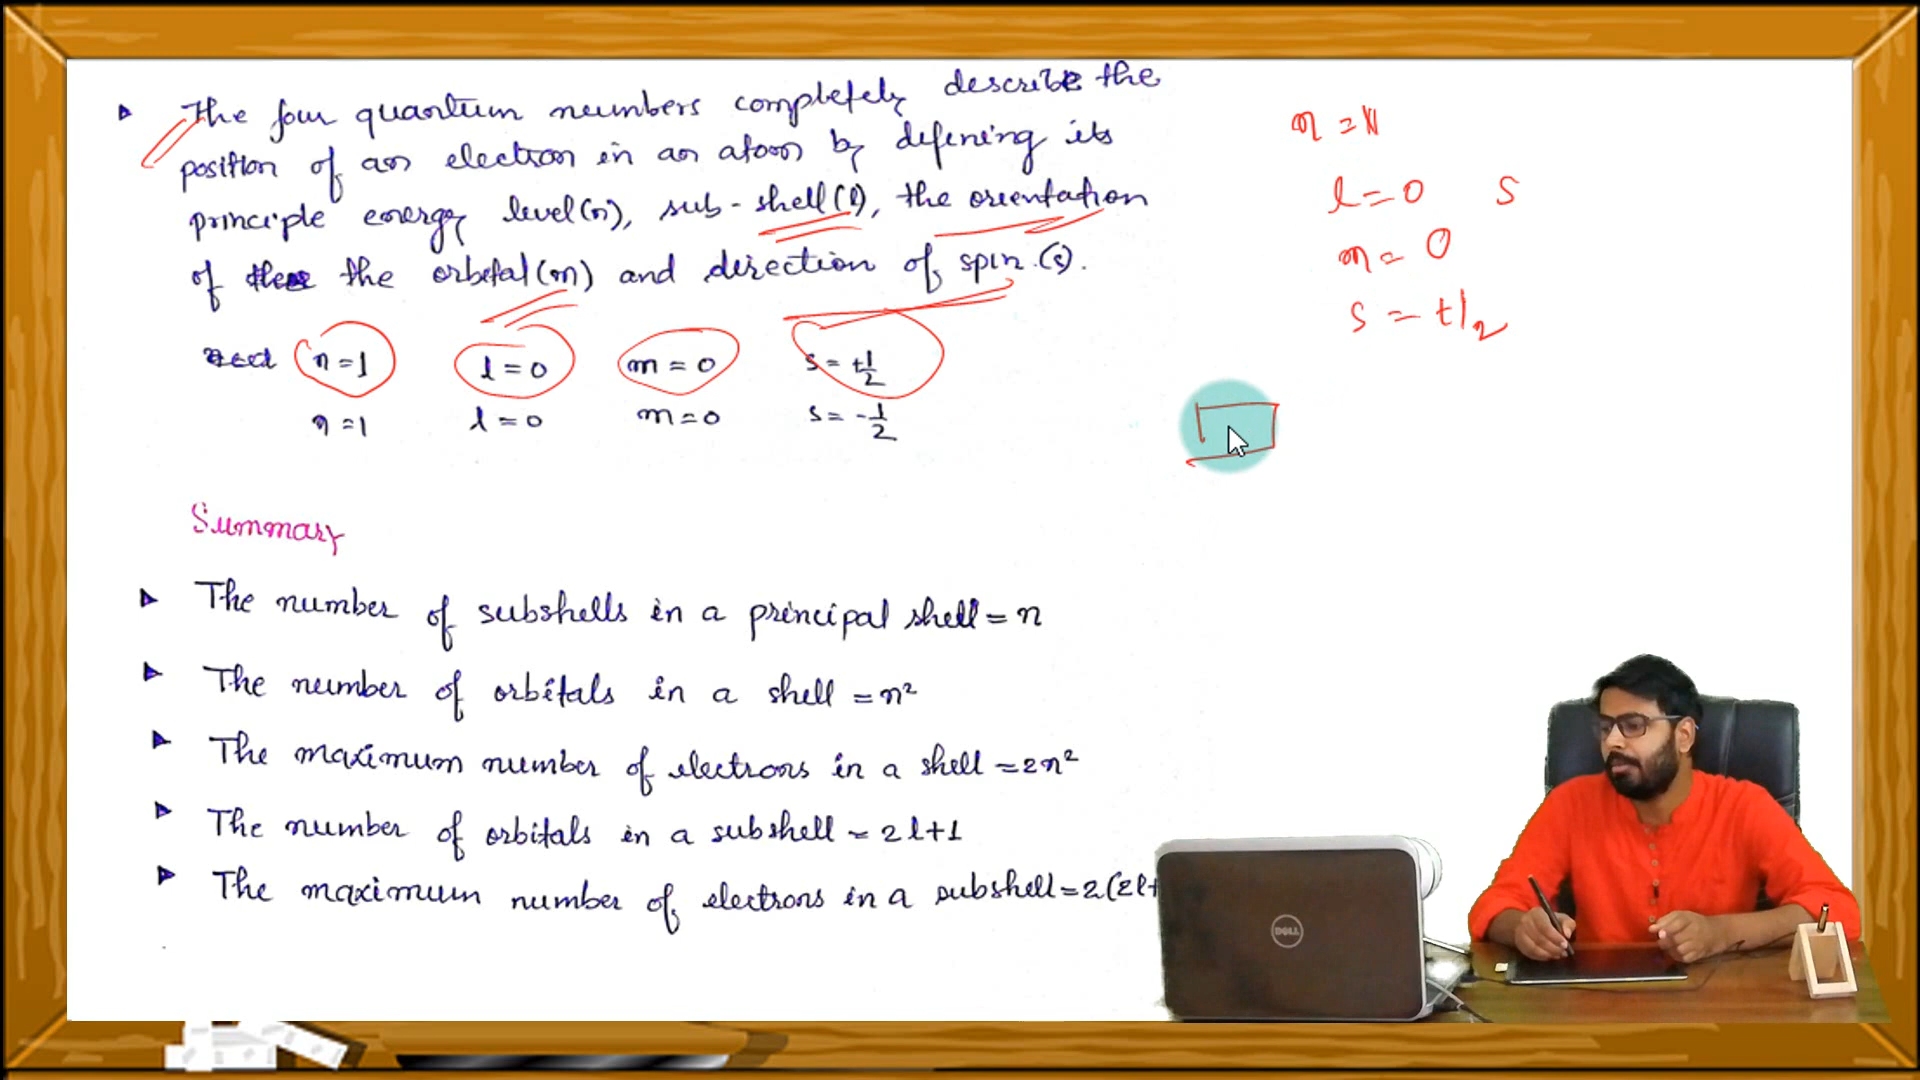 The four quantum numbers completely describe the
position of an electron in an atom by defining its
principle energy level(n), sub-shell(l), the orientation
of the orbital(m) and direction of spin (s).
n=1 l=0 m=0 s=+1/2
n=1 l=0 m=0 s=-1/2
Summary
The number of subshells in a principal shell=n
The number of orbitals in a shell=n²
The maximum number of electrons in a shell=2n²
The number of orbitals in a subshell=2l+1
The maximum number of electrons in a subshell=2(2l+
n=1
l=0 S
m=0
s=+1/2
DELL